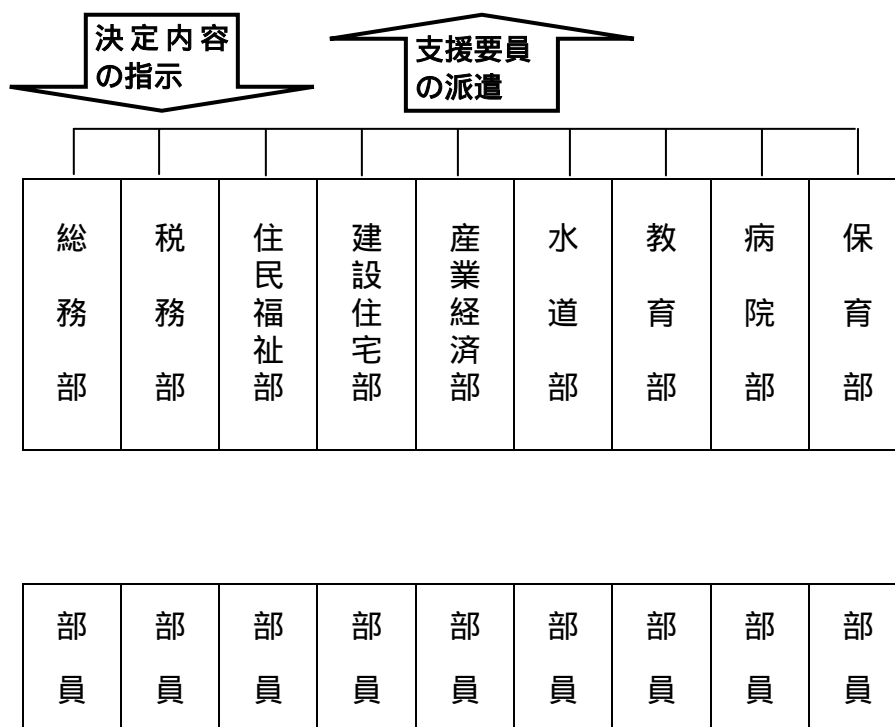 決定内容
の指示
支援要員
の派遣
総務部
税務部
住民福祉部
建設住宅部
産業経済部
水道部
教育部
病院部
保育部
部員
部員
部員
部員
部員
部員
部員
部員
部員